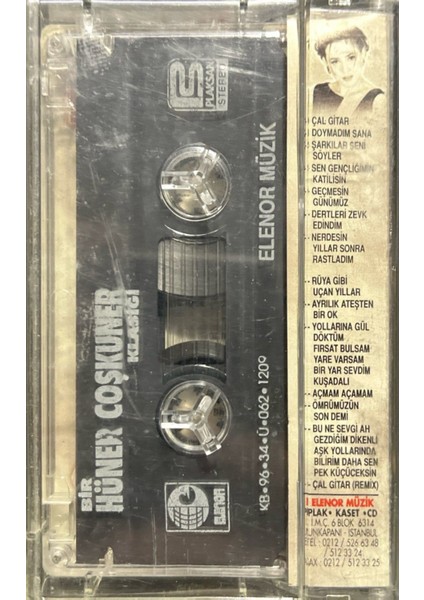 BİR
HÜNER COŞKUNER
KLASİĞİ
PLAKSAN
STEREO
ELENOR MÜZİK
ELENOR
KB•96•34•Ü•062•1209
ÇAL GİTAR
DOYMADIM SANA
ŞARKILAR SENİ
SÖYLER
SEN GENÇLİĞİMİN
KATİLİSİN
GEÇMESİN
GÜNÜMÜZ
DERTLERİ ZEVK
EDİNDİM
NERDESİN
YILLAR SONRA
RASTLADIM
RÜYA GİBİ
UÇAN YILLAR
AYRILIK ATEŞTEN
BİR OK
YOLLARINA GÜL
DÖKTÜM
FIRSAT BULSAM
YARE VARSAM
BİR YAR SEVDİM
KUŞADALI
AÇMAM AÇAMAM
ÖMRÜMÜZÜN
SON DEMİ
BU NE SEVGİ AH
GEZDİĞİM DİKENLİ
AŞK YOLLARINDA
BİLİRİM DAHA SEN
PEK KÜÇÜCEKSİN
ÇAL GİTAR (REMIX)
ELENOR MÜZİK
PLAK • KASET • CD
İ.M.Ç. 6 BLOK 6314
UNKAPANI - İSTANBUL
TEL : 0212 / 526 63 48
/ 512 33 24
FAX : 0212 / 512 33 25